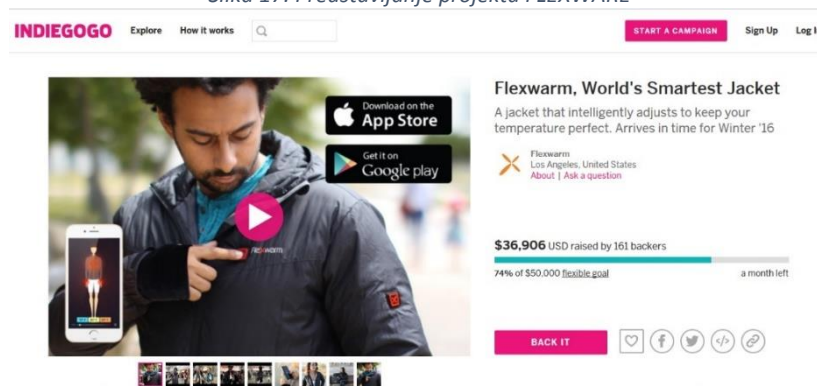 INDIEGOGO Explore How it works START A CAMPAIGN Sign Up Log
Download on the
App Store
Get it on
Google play
FLEXWARM
Flexwarm, World's Smartest Jacket
A jacket that intelligently adjusts to keep your
temperature perfect. Arrives in time for Winter '16
Flexwarm
Los Angeles, United States
About | Ask a question
$36,906 USD raised by 161 backers
74% of $50,000 flexible goal a month left
BACK IT